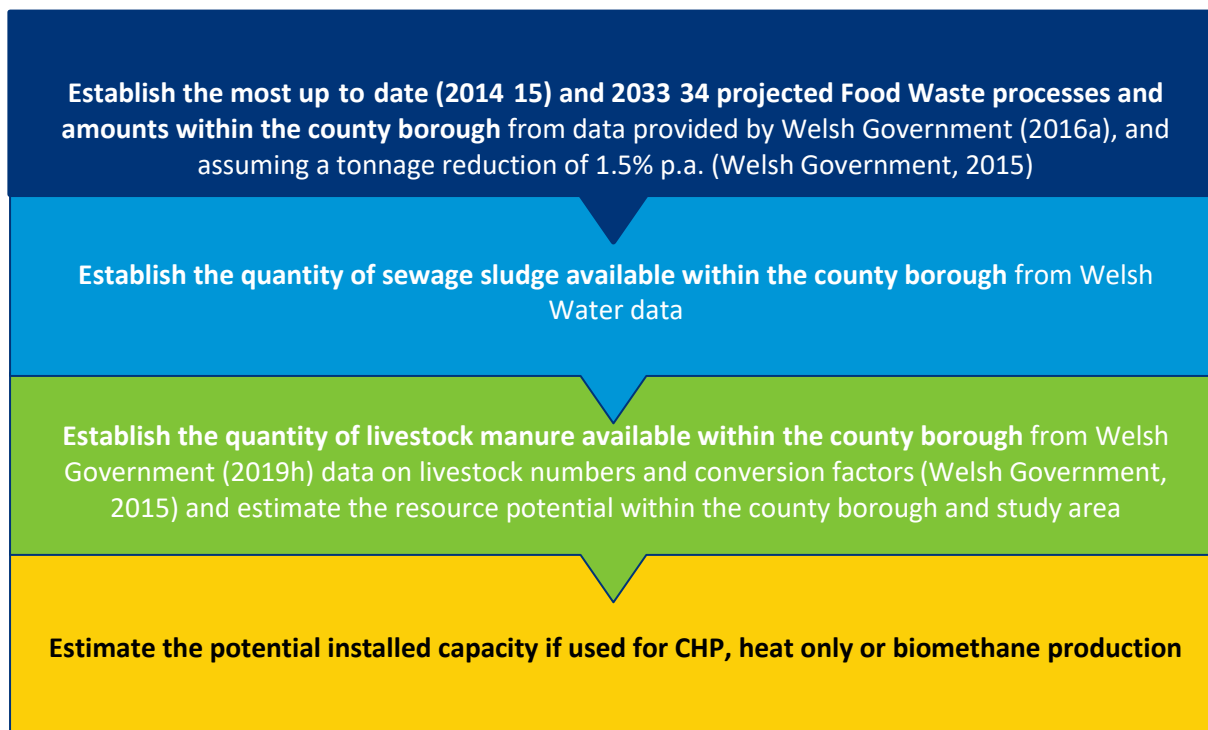 Establish the most up to date (2014 15) and 2033 34 projected Food Waste processes and
amounts within the county borough from data provided by Welsh Government (2016a), and
assuming a tonnage reduction of 1.5% p.a. (Welsh Government, 2015)
Establish the quantity of sewage sludge available within the county borough from Welsh
Water data
Establish the quantity of livestock manure available within the county borough from Welsh
Government (2019h) data on livestock numbers and conversion factors (Welsh Government,
2015) and estimate the resource potential within the county borough and study area
Estimate the potential installed capacity if used for CHP, heat only or biomethane production